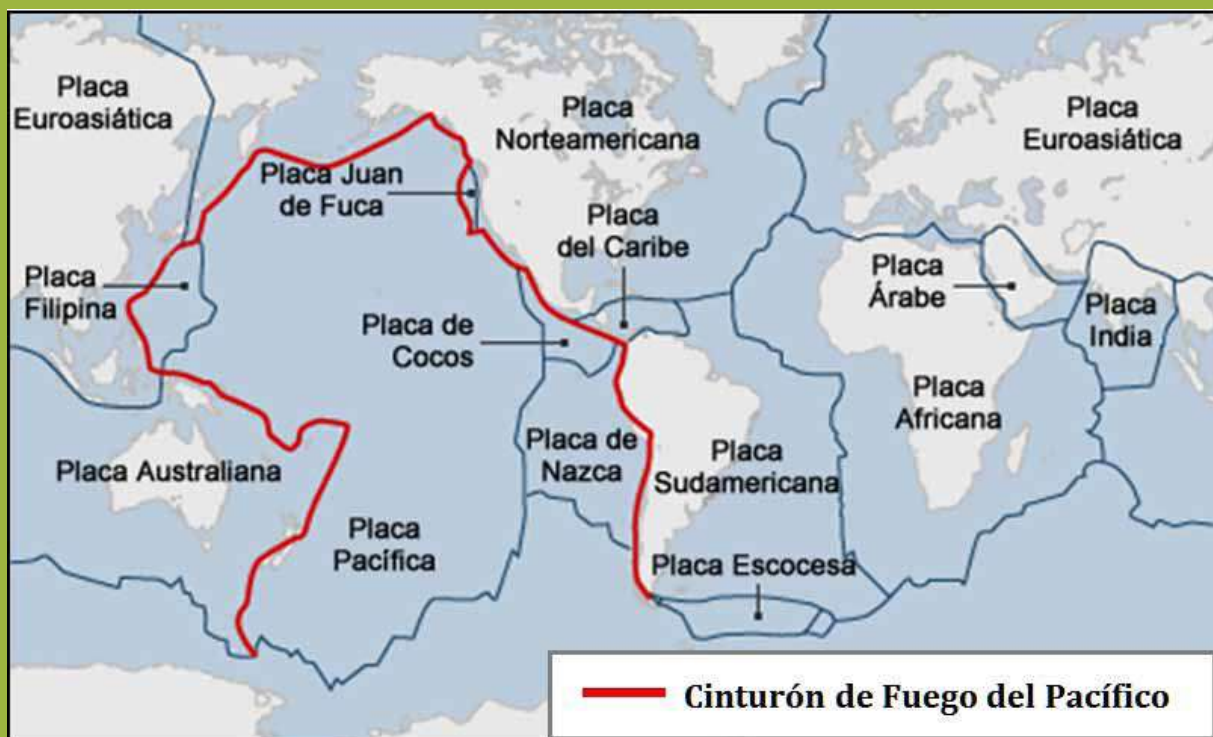 Placa
Euroasiática
Placa
Norteamericana
Placa
Euroasiática
Placa Juan
de Fuca
Placa
del Caribe
Placa
Filipina
Placa
Árabe
Placa
India
Placa de
Cocos
Placa
Africana
Placa Australiana
Placa de
Nazca
Placa
Sudamericana
Placa
Pacífica
Placa Escocesa
Cinturón de Fuego del Pacífico